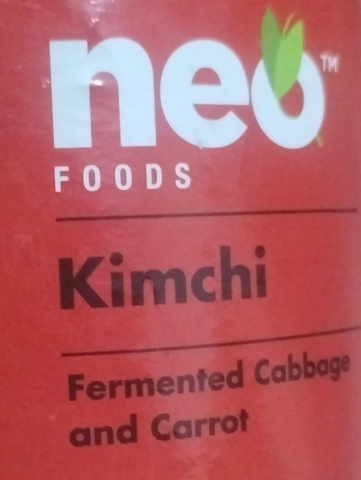 neo™
FOODS
Kimchi
Fermented Cabbage
and Carrot